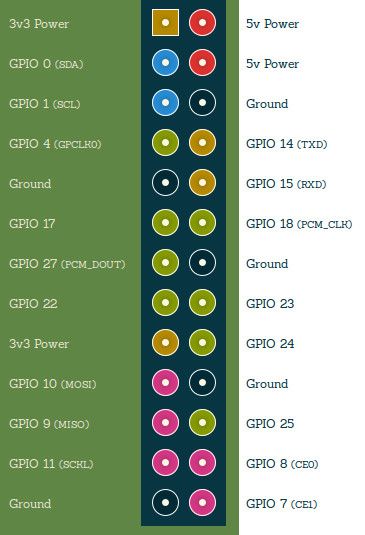 3v3 Power 5v Power
GPIO 0 (SDA) 5v Power
GPIO 1 (SCL) Ground
GPIO 4 (GPCLK0) GPIO 14 (TXD)
Ground GPIO 15 (RXD)
GPIO 17 GPIO 18 (PCM_CLK)
GPIO 27 (PCM_DOUT) Ground
GPIO 22 GPIO 23
3v3 Power GPIO 24
GPIO 10 (MOSI) Ground
GPIO 9 (MISO) GPIO 25
GPIO 11 (SCKL) GPIO 8 (CE0)
Ground GPIO 7 (CE1)